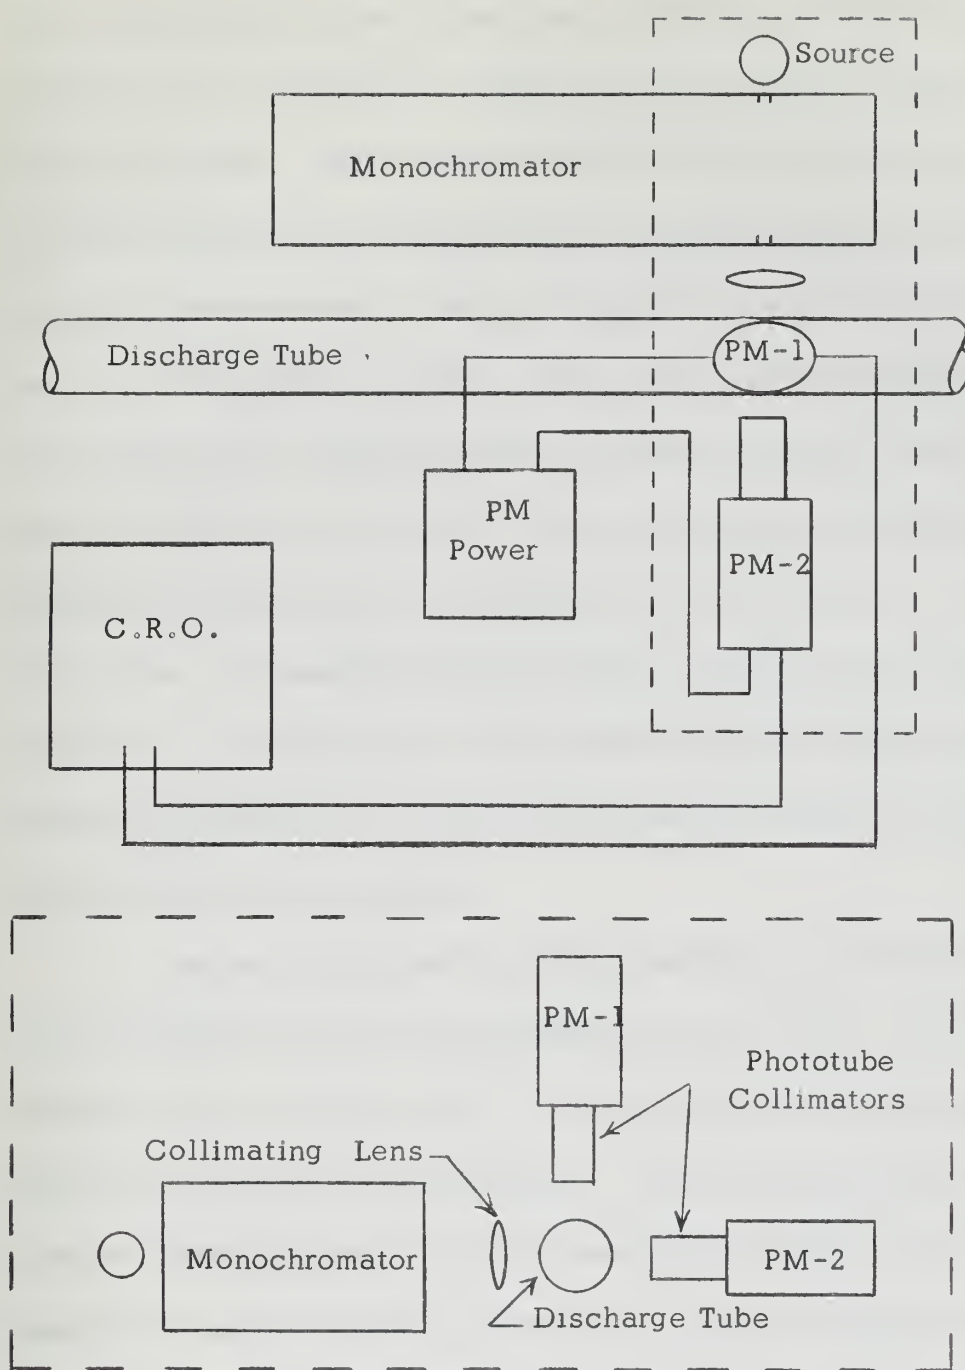 Source
Monochromator
Discharge Tube
PM-1
PM
Power
PM-2
C.R.O.
PM-1
Phototube
Collimators
Collimating Lens
Monochromator
PM-2
Discharge Tube